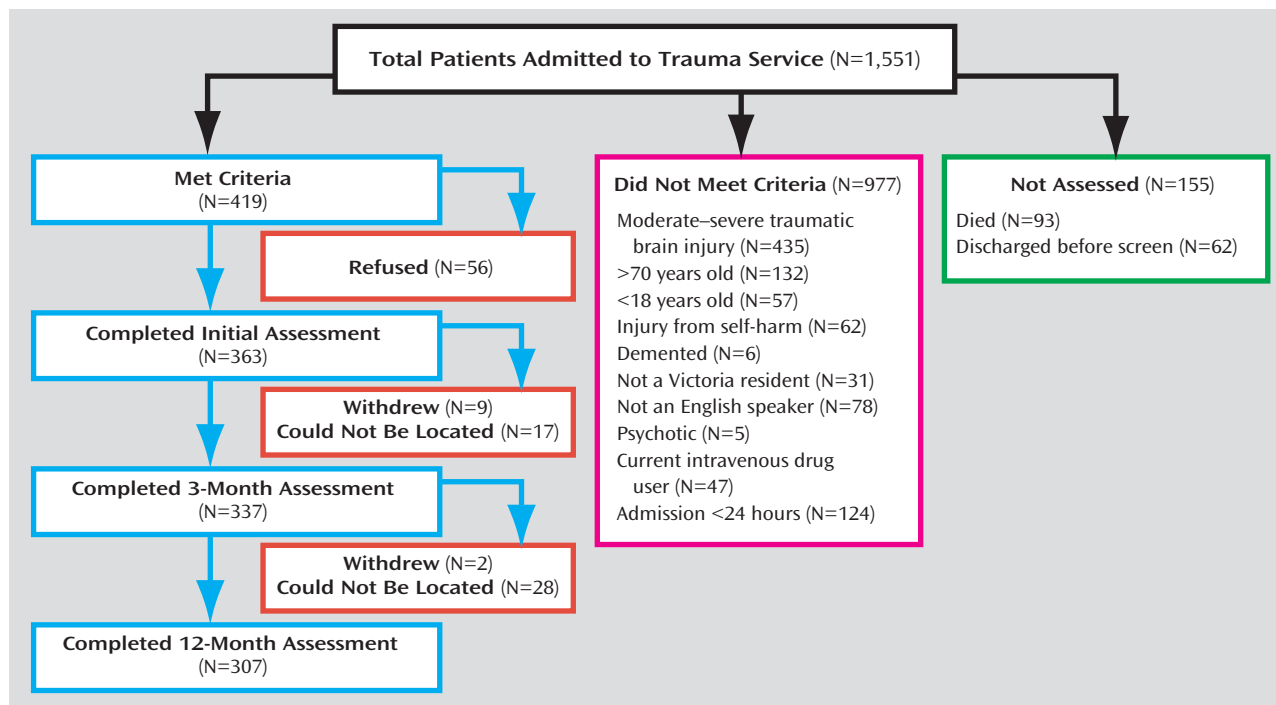 Total Patients Admitted to Trauma Service (N=1,551)
Met Criteria
(N=419)
Refused (N=56)
Completed Initial Assessment
(N=363)
Withdrew (N=9)
Could Not Be Located (N=17)
Completed 3-Month Assessment
(N=337)
Withdrew (N=2)
Could Not Be Located (N=28)
Completed 12-Month Assessment
(N=307)
Did Not Meet Criteria (N=977)
Moderate–severe traumatic
brain injury (N=435)
>70 years old (N=132)
<18 years old (N=57)
Injury from self-harm (N=62)
Demented (N=6)
Not a Victoria resident (N=31)
Not an English speaker (N=78)
Psychotic (N=5)
Current intravenous drug
user (N=47)
Admission <24 hours (N=124)
Not Assessed (N=155)
Died (N=93)
Discharged before screen (N=62)